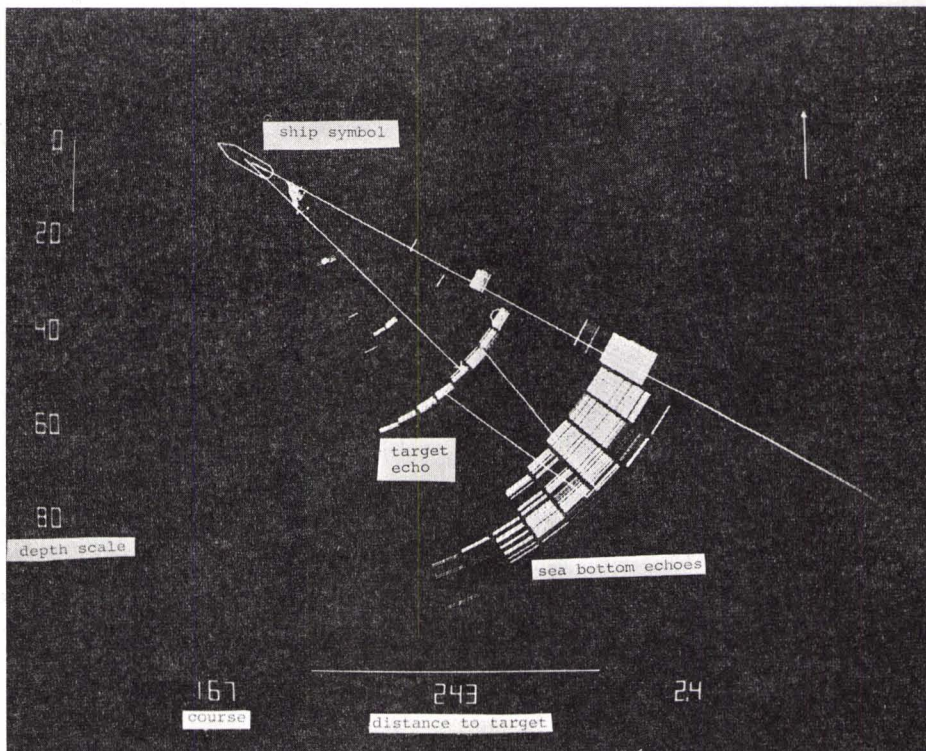 ship symbol
0
20
40
60
target
echo
80
depth scale
sea bottom echoes
167
243
2.4
course
distance to target